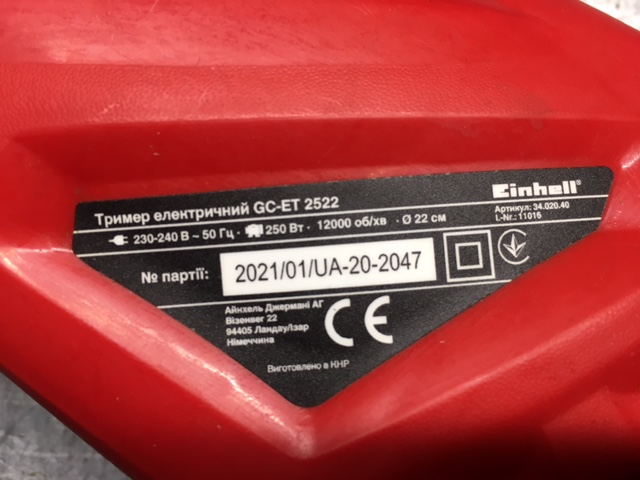 Тример електричний GC-ET 2522
Einhell®
Артикул: 34.020.40
L-Nr.: 11016
230-240 В ~ 50 Гц · 250 Вт · 12000 об/хв · Ø 22 см
№ партії: 2021/01/UA-20-2047
Айнхель Джермані АГ
Візенвег 22
94405 Ландау/Ізар
Німеччина
CE
Виготовлено в КНР